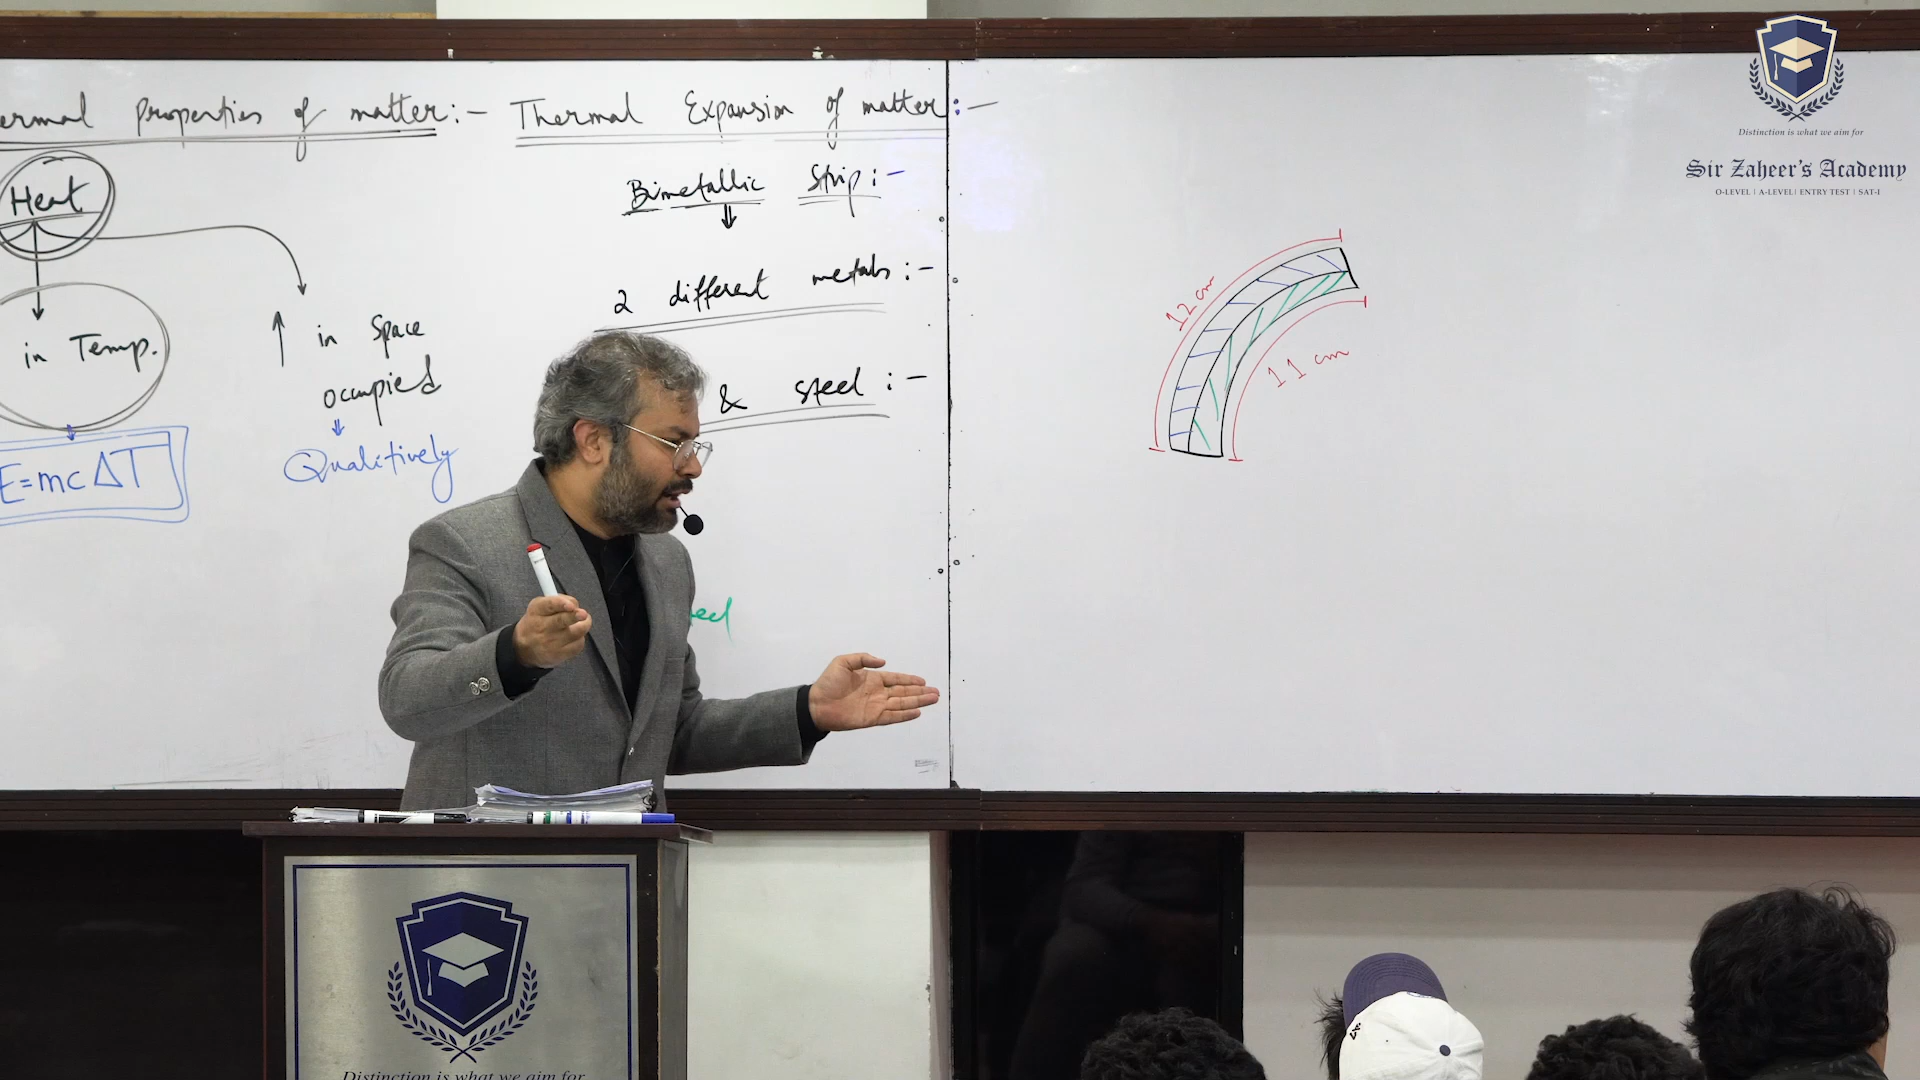 ermal properties of matter:-
Heat
in Temp.
E=mcΔT
↑ in space
occupied
Qualitively
Thermal Expansion of matter:-
Bimetallic Strip:-
2 different metals:-
& steel:-
eel
12 cm
11 cm
Distinction is what we aim for
Sir Zaheer's Academy
O-LEVEL | A-LEVEL | ENTRY TEST | SAT-I
Distinction is what we aim for